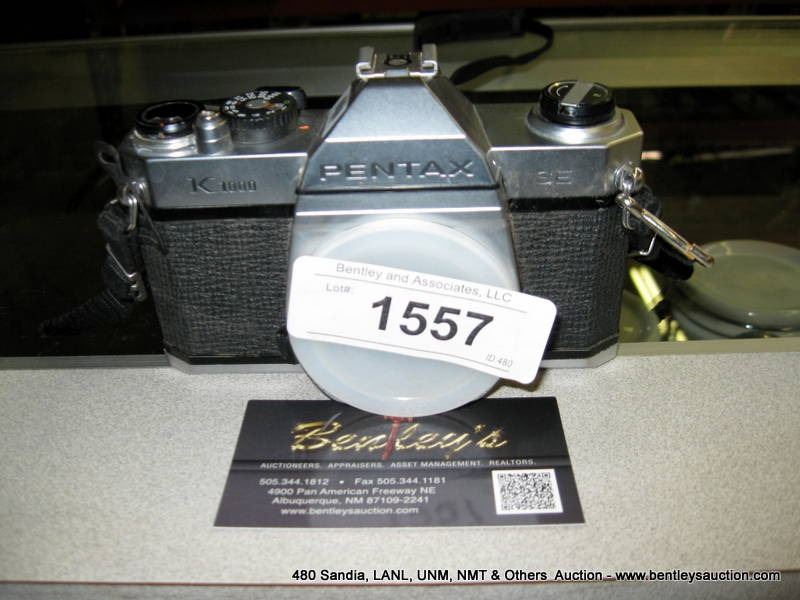 PENTAX
K1000
SE
Bentley and Associates, LLC
Lot#:
1557
ID 480
Bentley's
AUCTIONEERS. APPRAISERS. ASSET MANAGEMENT. REALTORS.
505.344.1812 • Fax 505.344.1181
4900 Pan American Freeway NE
Albuquerque, NM 87109-2241
www.bentleysauction.com
480 Sandia, LANL, UNM, NMT & Others Auction - www.bentleysauction.com